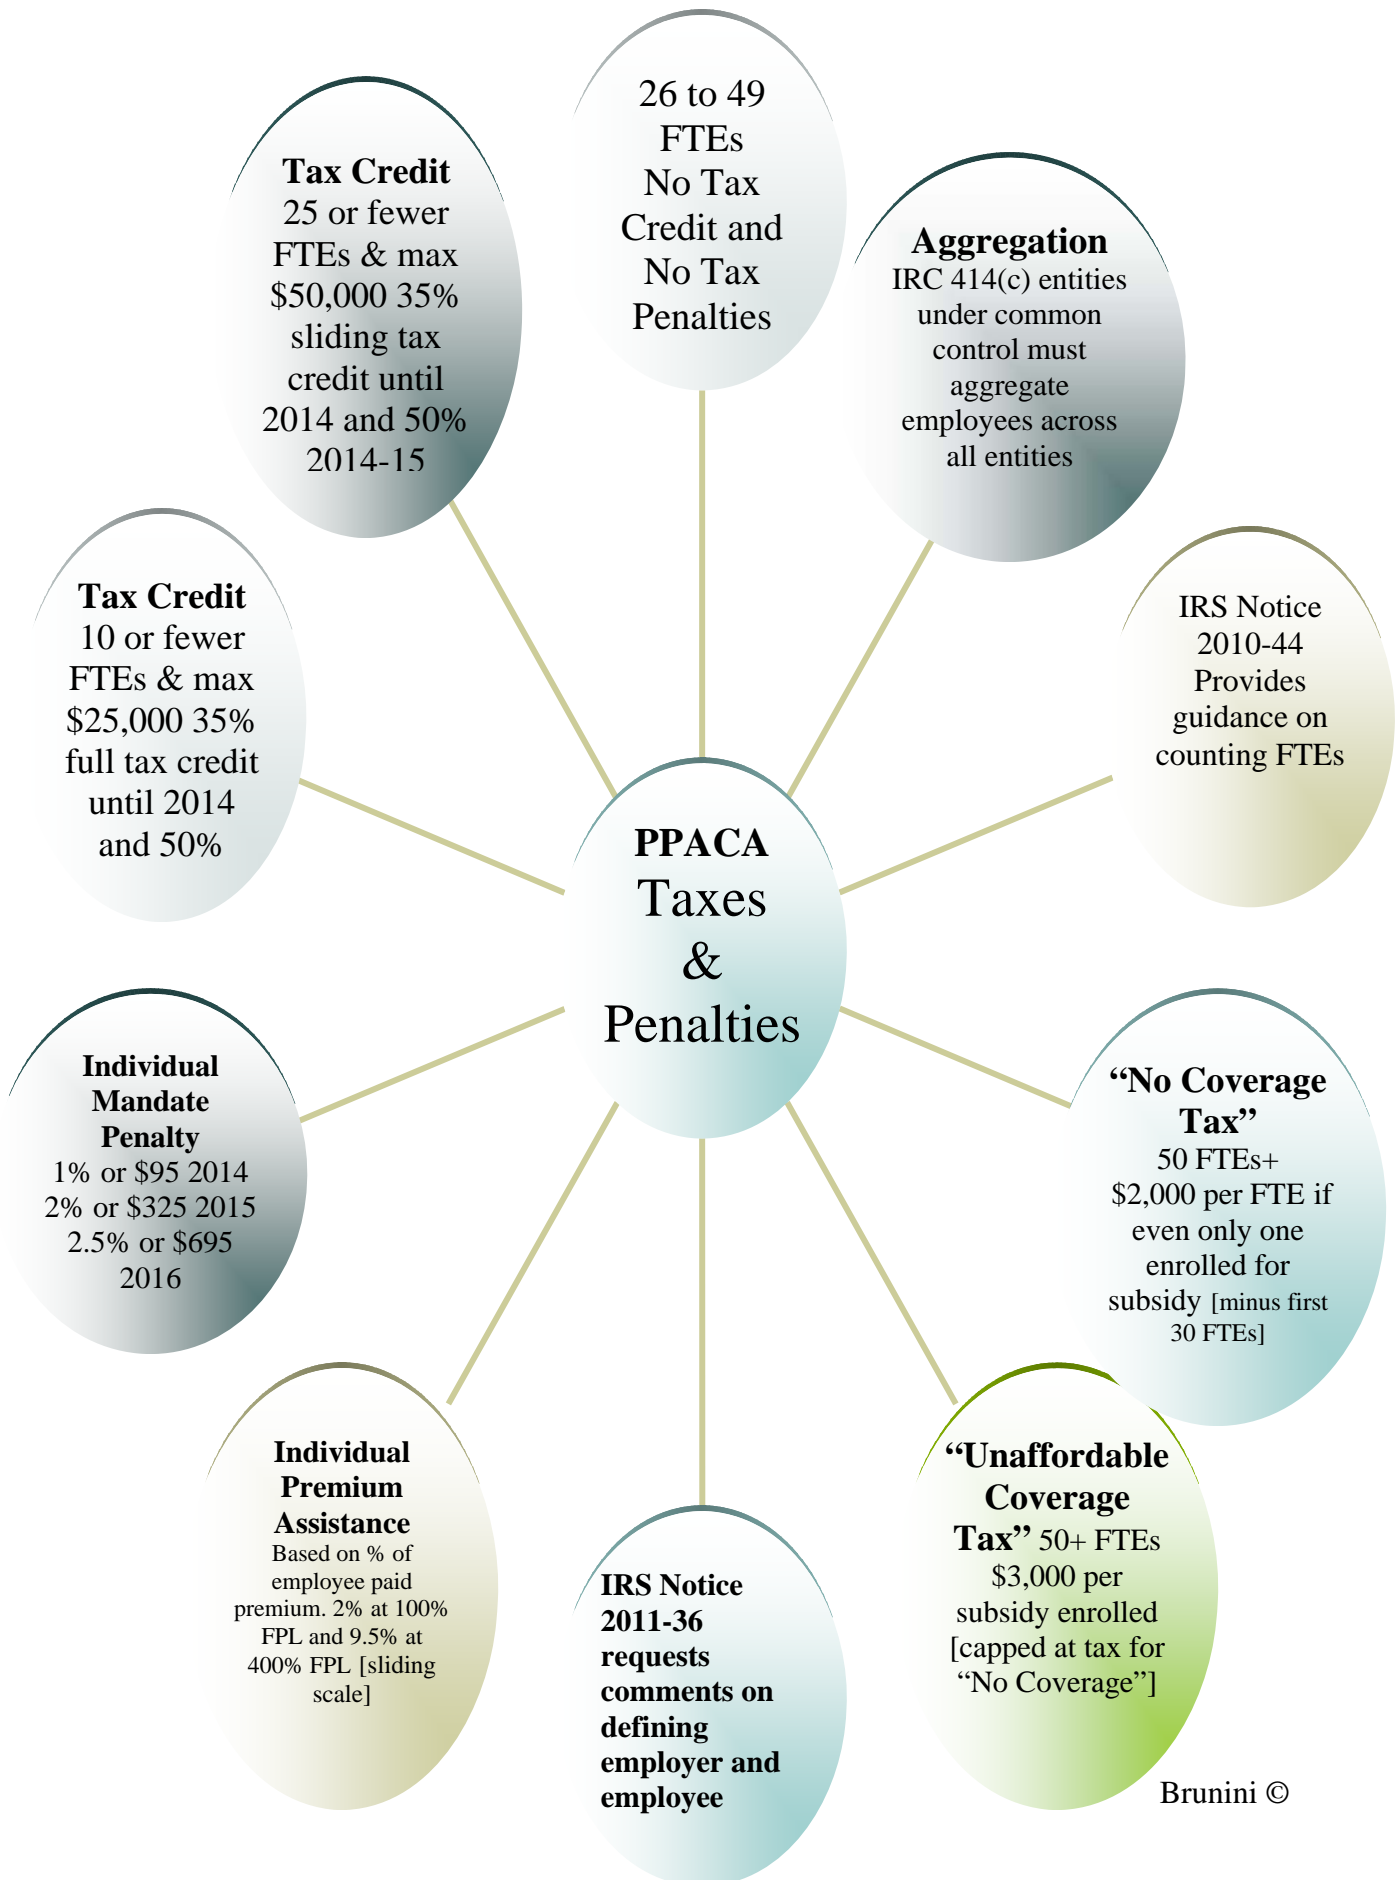 26 to 49
FTEs
No Tax
Credit and
No Tax
Penalties
Tax Credit
25 or fewer
FTEs & max
$50,000 35%
sliding tax
credit until
2014 and 50%
2014-15
Aggregation
IRC 414(c) entities
under common
control must
aggregate
employees across
all entities
Tax Credit
10 or fewer
FTEs & max
$25,000 35%
full tax credit
until 2014
and 50%
IRS Notice
2010-44
Provides
guidance on
counting FTEs
PPACA
Taxes
&
Penalties
Individual
Mandate
Penalty
1% or $95 2014
2% or $325 2015
2.5% or $695
2016
“No Coverage
Tax”
50 FTEs+
$2,000 per FTE if
even only one
enrolled for
subsidy [minus first
30 FTEs]
Individual
Premium
Assistance
Based on % of
employee paid
premium. 2% at 100%
FPL and 9.5% at
400% FPL [sliding
scale]
IRS Notice
2011-36
requests
comments on
defining
employer and
employee
“Unaffordable
Coverage
Tax” 50+ FTEs
$3,000 per
subsidy enrolled
[capped at tax for
“No Coverage”]
Brunini ©